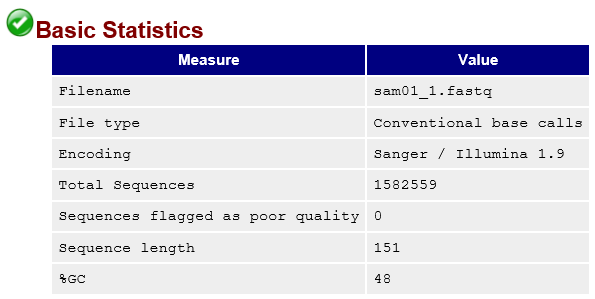 Basic Statistics
Measure Value
Filename sam01_1.fastq
File type Conventional base calls
Encoding Sanger / Illumina 1.9
Total Sequences 1582559
Sequences flagged as poor quality 0
Sequence length 151
%GC 48